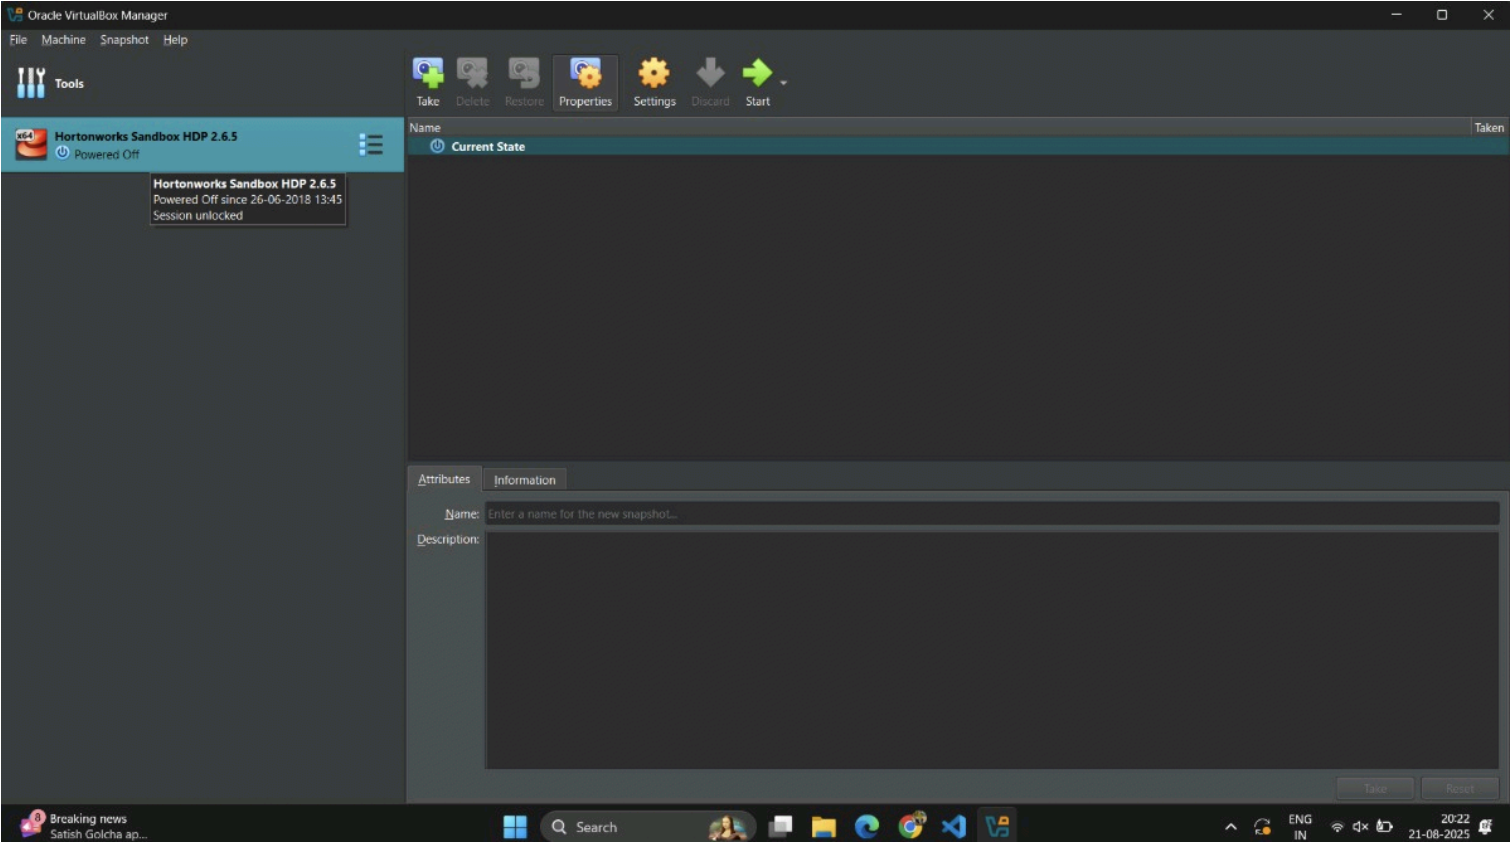 Oracle VirtualBox Manager
File Machine Snapshot Help
Tools
Take Delete Restore Properties Settings Discard Start
x64
Hortonworks Sandbox HDP 2.6.5
Powered Off
Name Taken
Current State
Hortonworks Sandbox HDP 2.6.5
Powered Off since 26-06-2018 13:45
Session unlocked
Attributes Information
Name: Enter a name for the new snapshot...
Description:
Take Reset
8
Breaking news
Satish Golcha ap...
Search
ENG
IN
20:22
21-08-2025